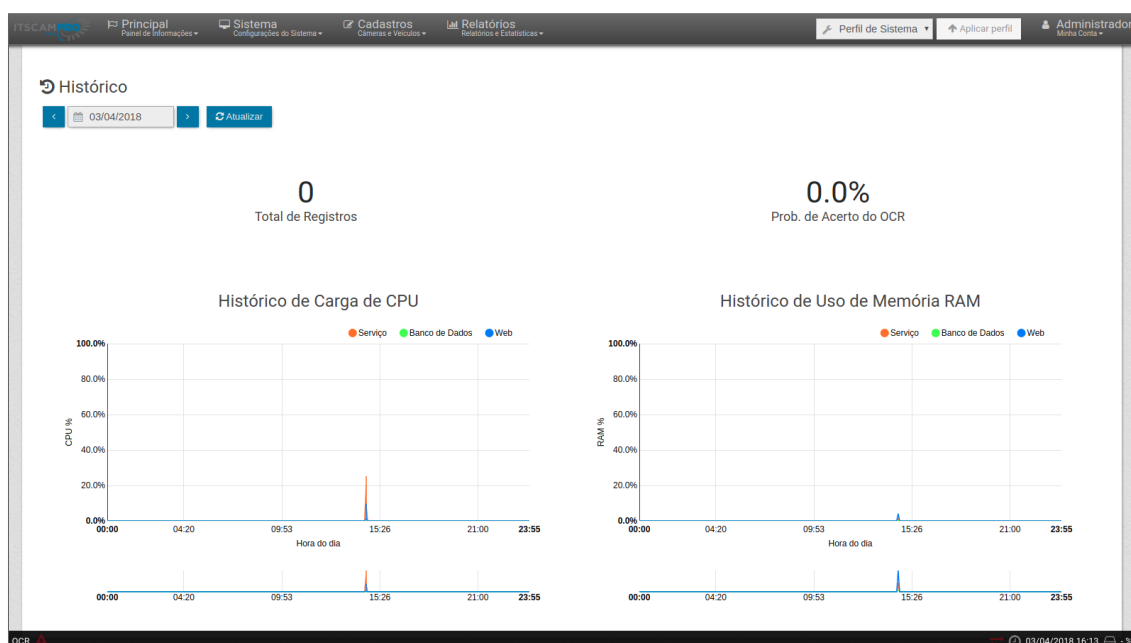 ITSCAMPRO
Principal
Painel de Informações
Sistema
Configurações do Sistema
Cadastros
Câmeras e Veículos
Relatórios
Relatórios e Estatísticas
Perfil de Sistema
Aplicar perfil
Administrador
Minha Conta
Histórico
< 03/04/2018 > Atualizar
0
Total de Registros
0.0%
Prob. de Acerto do OCR
Histórico de Carga de CPU
Serviço Banco de Dados Web
100.0%
80.0%
60.0%
40.0%
20.0%
0.0%
CPU %
00:00 04:20 09:53 15:26 21:00 23:55
Hora do dia
00:00 04:20 09:53 15:26 21:00 23:55
Histórico de Uso de Memória RAM
Serviço Banco de Dados Web
100.0%
80.0%
60.0%
40.0%
20.0%
0.0%
RAM %
00:00 04:20 09:53 15:26 21:00 23:55
Hora do dia
00:00 04:20 09:53 15:26 21:00 23:55
OCR
03/04/2018 16:13 - %